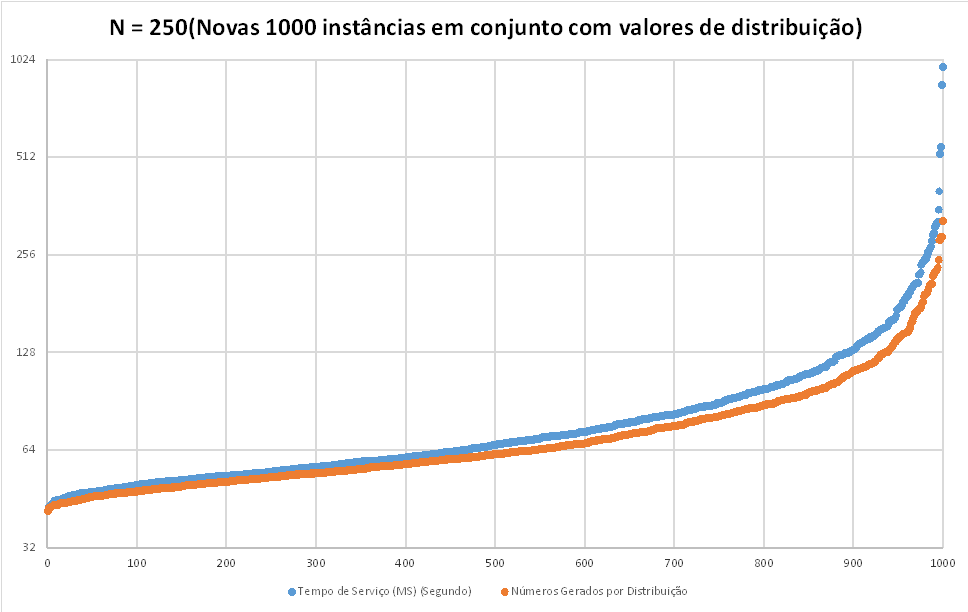 N = 250(Novas 1000 instâncias em conjunto com valores de distribuição)
1024
512
256
128
64
32
0 100 200 300 400 500 600 700 800 900 1000
Tempo de Serviço (MS) (Segundo) Números Gerados por Distribuição